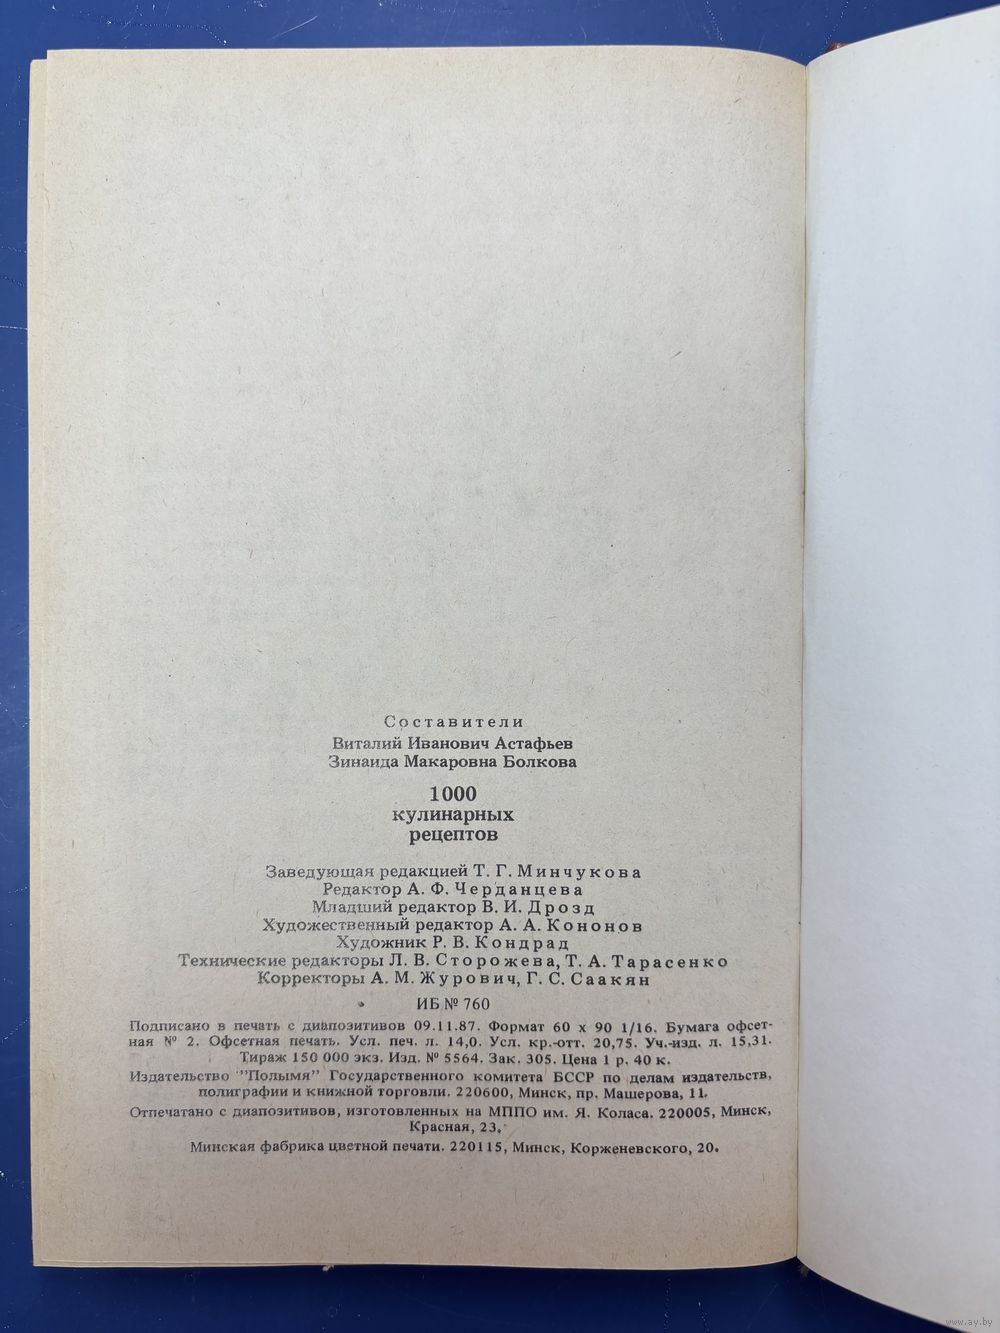 Составители
Виталий Иванович Астафьев
Зинаида Макаровна Болкова
1000
кулинарных
рецептов
Заведующая редакцией Т. Г. Минчукова
Редактор А. Ф. Черданцева
Младший редактор В. И. Дрозд
Художественный редактор А. А. Кононов
Художник Р. В. Кондрад
Технические редакторы Л. В. Сторожева, Т. А. Тарасенко
Корректоры А. М. Журович, Г. С. Саакян
ИБ № 760
Подписано в печать с диапозитивов 09.11.87. Формат 60 х 90 1/16. Бумага офсет-
ная № 2. Офсетная печать. Усл. печ. л. 14,0. Усл. кр.-отт. 20,75. Уч.-изд. л. 15,31.
Тираж 150 000 экз. Изд. № 5564. Зак. 305. Цена 1 р. 40 к.
Издательство "Полымя" Государственного комитета БССР по делам издательств,
полиграфии и книжной торговли. 220600, Минск, пр. Машерова, 11.
Отпечатано с диапозитивов, изготовленных на МППО им. Я. Коласа. 220005, Минск,
Красная, 23.
Минская фабрика цветной печати. 220115, Минск, Корженевского, 20.
www.ay.by